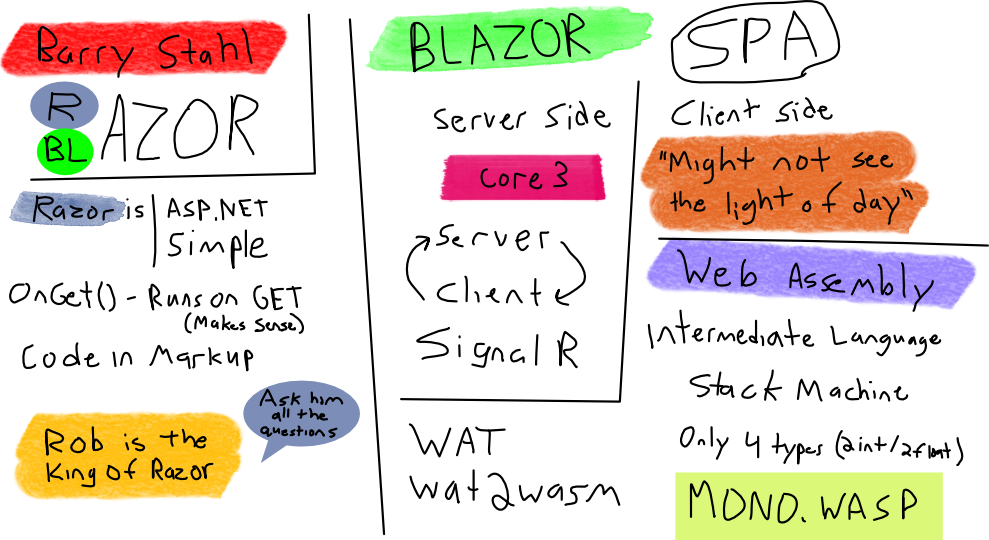 Barry Stahl
R
BL
AZOR
Razor is
ASP.NET
Simple
OnGet() - Runs on GET
(Makes Sense)
Code in Markup
Ask him
all the
questions
Rob is the
King of Razor
BLAZOR
Server Side
Core 3
Server
Client
Signal R
WAT
wat2wasm
SPA
Client Side
"Might not see
the light of day"
Web Assembly
Intermediate Language
Stack Machine
Only 4 types (2int/2float)
MONO.WASP